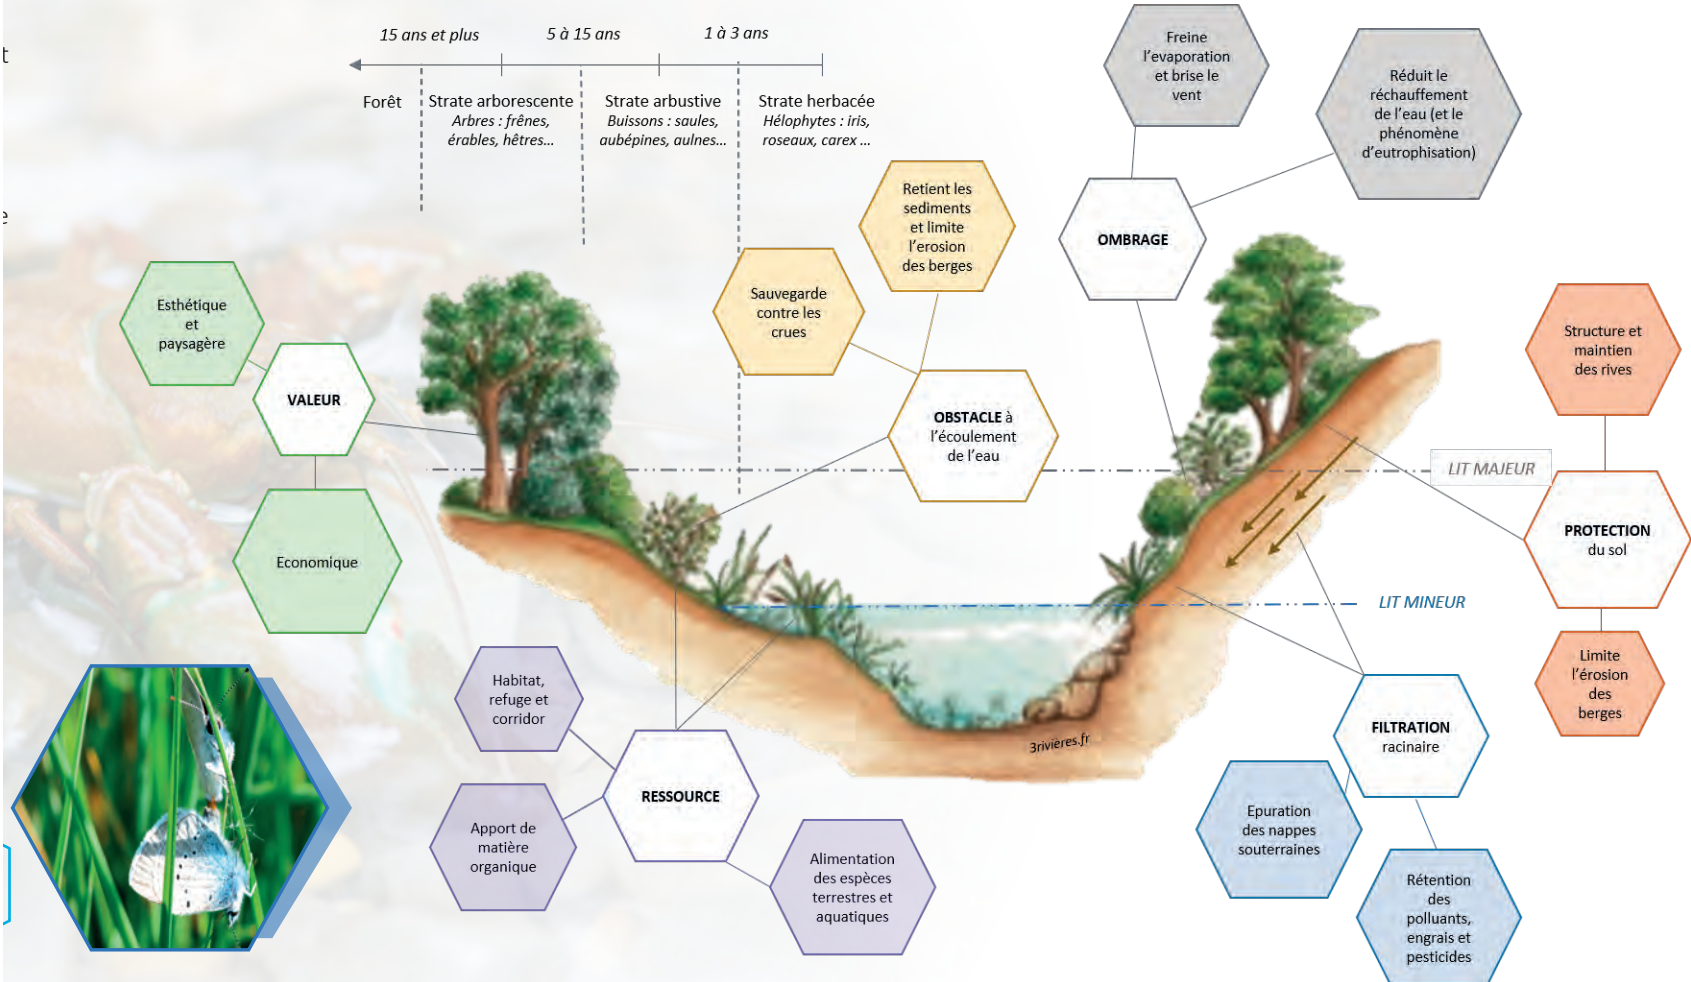 t
e
15 ans et plus
5 à 15 ans
1 à 3 ans
Forêt
Strate arborescente
Arbres : frênes,
érables, hêtres...
Strate arbustive
Buissons : saules,
aubépines, aulnes...
Strate herbacée
Hélophytes : iris,
roseaux, carex ...
Freine
l'evaporation
et brise le
vent
Réduit le
réchauffement
de l'eau (et le
phénomène
d'eutrophisation)
OMBRAGE
Retient les
sediments
et limite
l'erosion
des berges
Sauvegarde
contre les
crues
OBSTACLE à
l'écoulement
de l'eau
Esthétique
et
paysagère
VALEUR
Economique
Structure et
maintien
des rives
LIT MAJEUR
PROTECTION
du sol
LIT MINEUR
Limite
l'érosion
des
berges
Habitat,
refuge et
corridor
RESSOURCE
Apport de
matière
organique
Alimentation
des espèces
terrestres et
aquatiques
3rivières.fr
FILTRATION
racinaire
Epuration
des nappes
souterraines
Rétention
des
polluants,
engrais et
pesticides